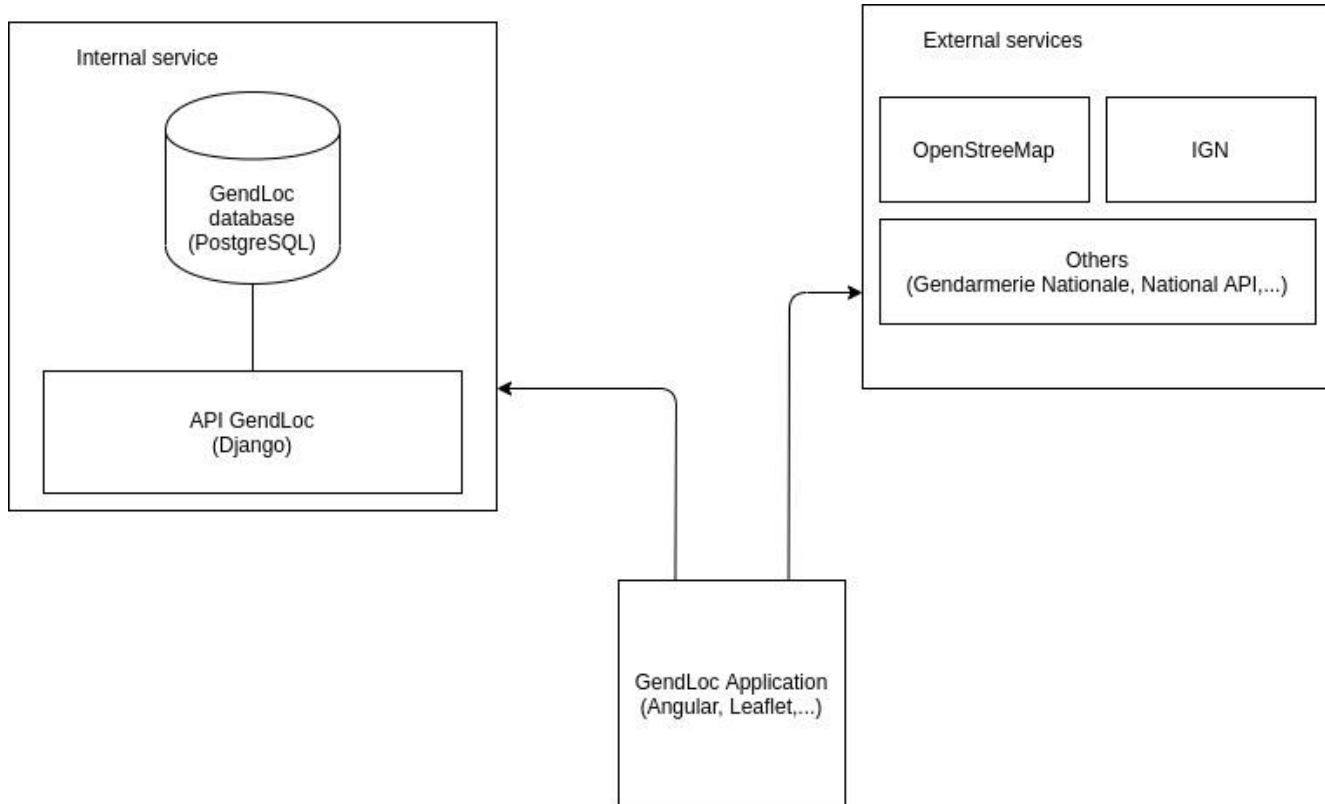 Internal service
GendLoc
database
(PostgreSQL)
API GendLoc
(Django)
External services
OpenStreeMap
IGN
Others
(Gendarmerie Nationale, National API,...)
GendLoc Application
(Angular, Leaflet,...)